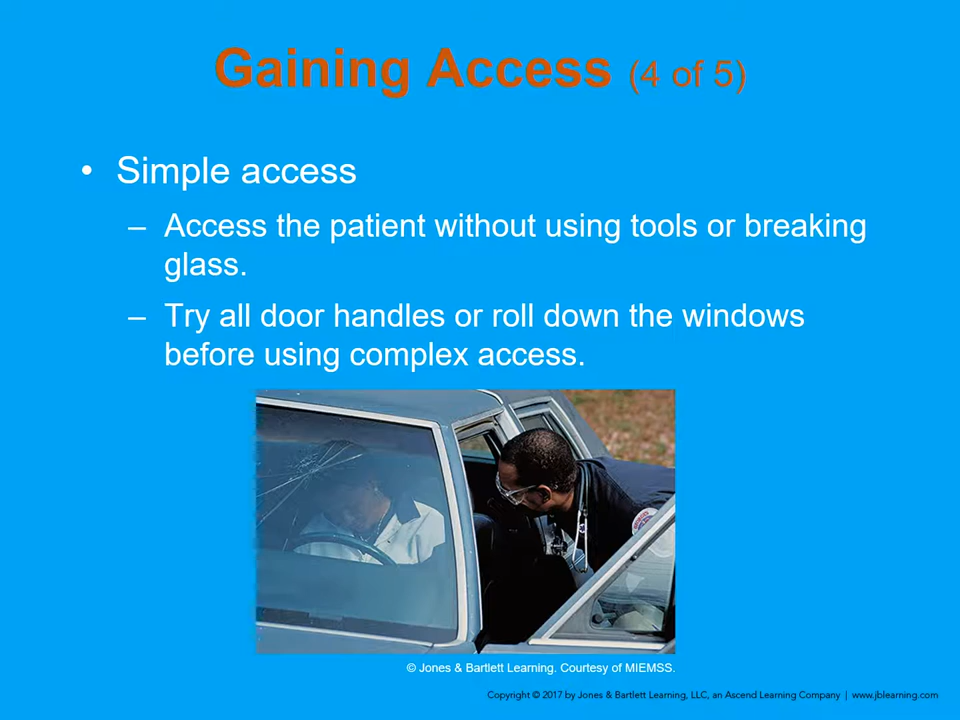 Gaining Access (4 of 5)
• Simple access
– Access the patient without using tools or breaking
glass.
– Try all door handles or roll down the windows
before using complex access.
© Jones & Bartlett Learning. Courtesy of MIEMSS.
Copyright © 2017 by Jones & Bartlett Learning, LLC, an Ascend Learning Company | www.jblearning.com